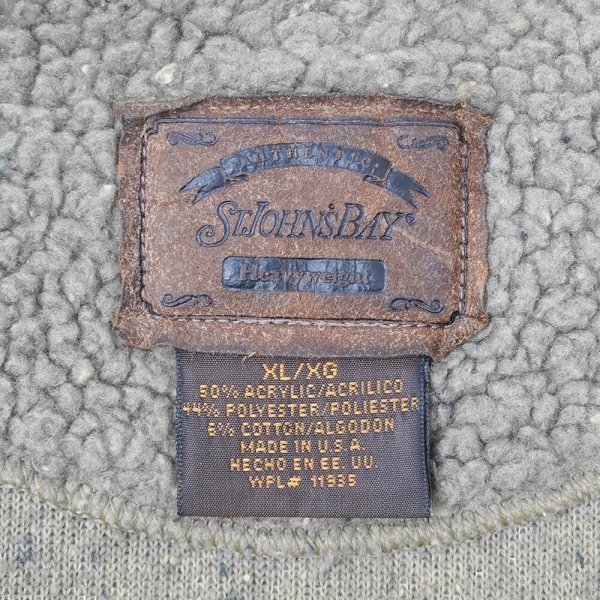 AUTHENTIC
ST. JOHN'S BAY®
Heavyweight
XL/XG
50% ACRYLIC/ACRILICO
44% POLYESTER/POLIESTER
6% COTTON/ALGODON
MADE IN U.S.A.
HECHO EN EE. UU.
WPL# 11935